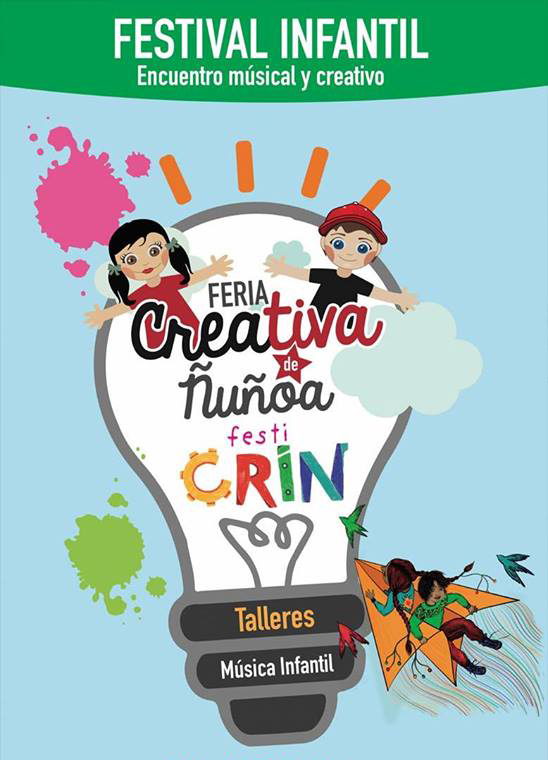 FESTIVAL INFANTIL
Encuentro músical y creativo
FERIA
Creativa
de
Ñuñoa
festi
CRIN
Talleres
Música Infantil